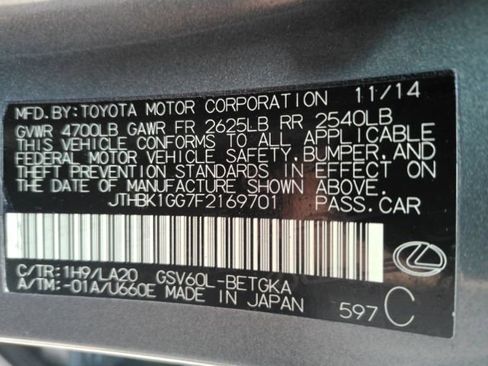 MFD.BY:TOYOTA MOTOR CORPORATION 11/14
GVWR 4700LB GAWR FR 2625LB RR 2540LB
THIS VEHICLE CONFORMS TO ALL APPLICABLE
FEDERAL MOTOR VEHICLE SAFETY,BUMPER,AND
THEFT PREVENTION STANDARDS IN EFFECT ON
THE DATE OF MANUFACTURE SHOWN ABOVE.
JTHBK1GG7F2169701 PASS.CAR
C/TR:1H9/LA20 GSV60L-BETGKA
A/TM:-01A/U660E MADE IN JAPAN 597 C